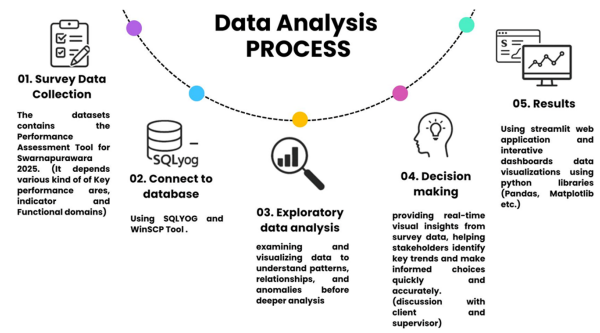 Data Analysis
PROCESS
01. Survey Data
Collection
The datasets
contains the
Performance
Assessment Tool for
Swarnapurawara
2025. (It depends
various kind of of Key
performance ares,
indicator and
Functional domains)
SQLyog
02. Connect to
database
Using SQLYOG and
WinSCP Tool .
03. Exploratory
data analysis
examining and
visualizing data to
understand patterns,
relationships, and
anomalies before
deeper analysis
04. Decision
making
providing real-time
visual insights from
survey data, helping
stakeholders identify
key trends and make
informed choices
quickly and
accurately.
(discussion with
client and
supervisor)
05. Results
Using streamlit web
application and
interative
dashboards data
visualizations using
python libraries
(Pandas, Matplotlib
etc.)